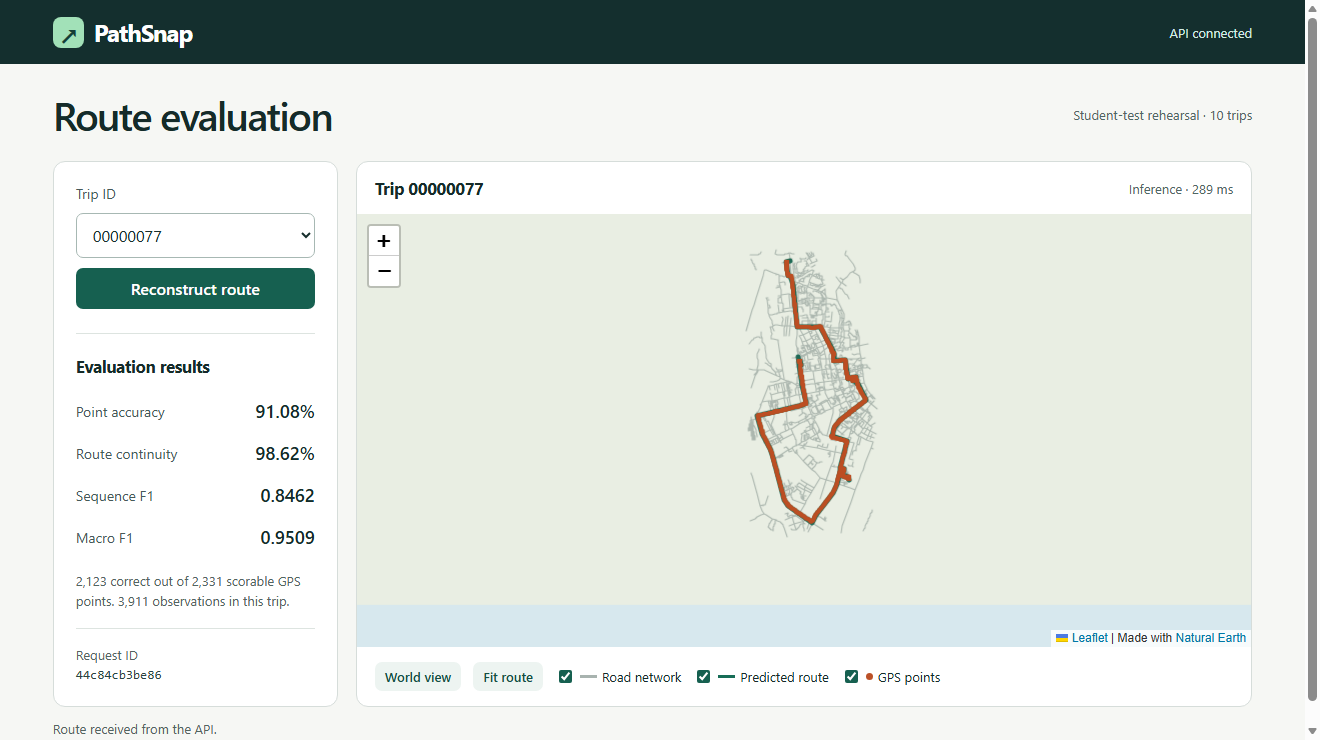 PathSnap
API connected
Route evaluation
Student-test rehearsal · 10 trips
Trip ID
00000077
Reconstruct route
Evaluation results
Point accuracy 91.08%
Route continuity 98.62%
Sequence F1 0.8462
Macro F1 0.9509
2,123 correct out of 2,331 scorable GPS
points. 3,911 observations in this trip.
Request ID
44c84cb3be86
Trip 00000077
Inference · 289 ms
+
−
Leaflet | Made with Natural Earth
World view Fit route Road network Predicted route GPS points
Route received from the API.